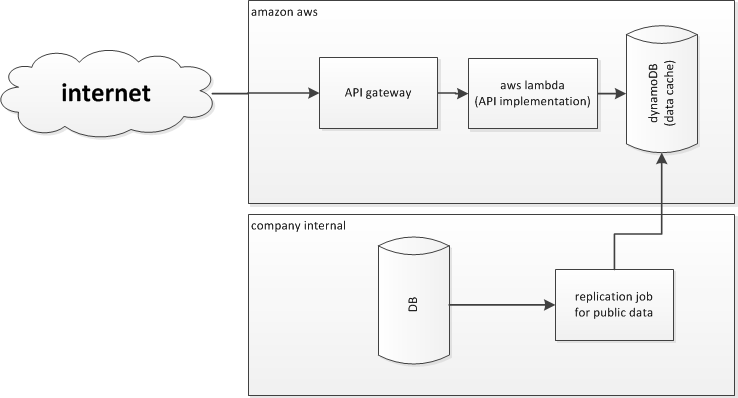 amazon aws
internet
API gateway
aws lambda
(API implementation)
dynamoDB
(data cache)
company internal
DB
replication job
for public data